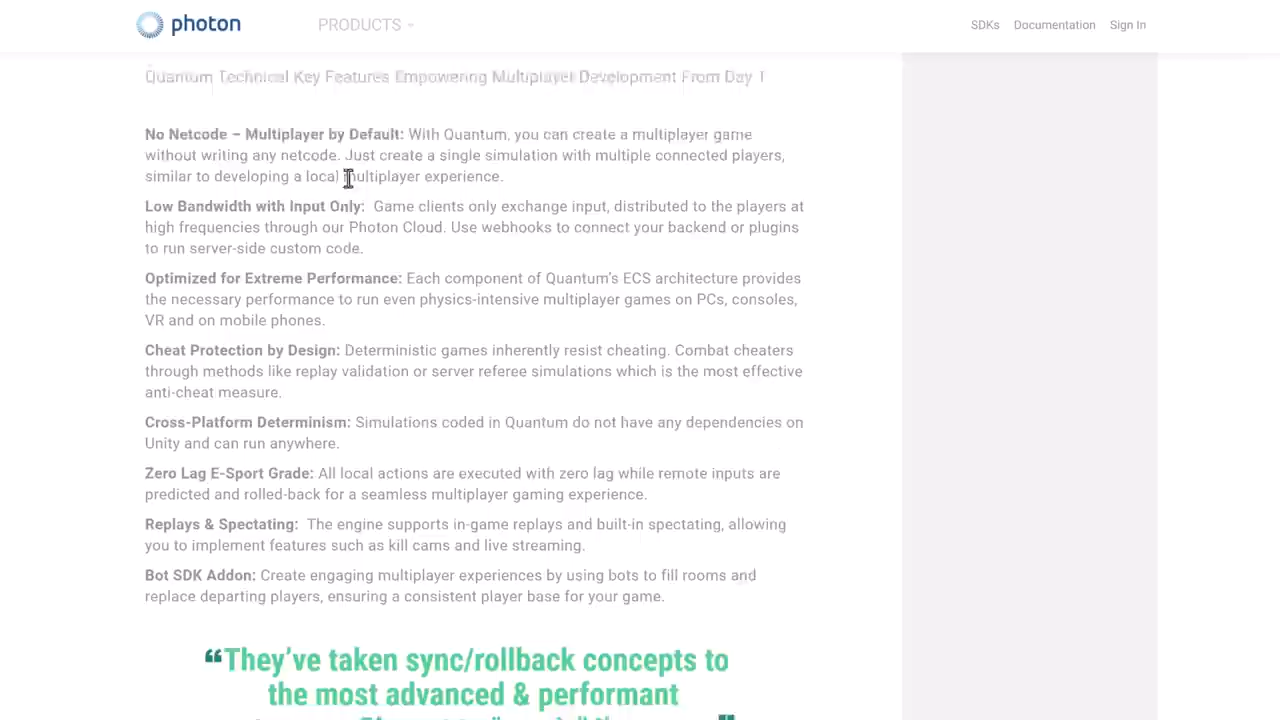 photon
PRODUCTS
SDKs Documentation Sign In
Quantum Technical Key Features Empowering Multiplayer Development From Day 1
No Netcode – Multiplayer by Default: With Quantum, you can create a multiplayer game
without writing any netcode. Just create a single simulation with multiple connected players,
similar to developing a local multiplayer experience.
Low Bandwidth with Input Only: Game clients only exchange input, distributed to the players at
high frequencies through our Photon Cloud. Use webhooks to connect your backend or plugins
to run server-side custom code.
Optimized for Extreme Performance: Each component of Quantum's ECS architecture provides
the necessary performance to run even physics-intensive multiplayer games on PCs, consoles,
VR and on mobile phones.
Cheat Protection by Design: Deterministic games inherently resist cheating. Combat cheaters
through methods like replay validation or server referee simulations which is the most effective
anti-cheat measure.
Cross-Platform Determinism: Simulations coded in Quantum do not have any dependencies on
Unity and can run anywhere.
Zero Lag E-Sport Grade: All local actions are executed with zero lag while remote inputs are
predicted and rolled-back for a seamless multiplayer gaming experience.
Replays & Spectating: The engine supports in-game replays and built-in spectating, allowing
you to implement features such as kill cams and live streaming.
Bot SDK Addon: Create engaging multiplayer experiences by using bots to fill rooms and
replace departing players, ensuring a consistent player base for your game.
“They've taken sync/rollback concepts to
the most advanced & performant